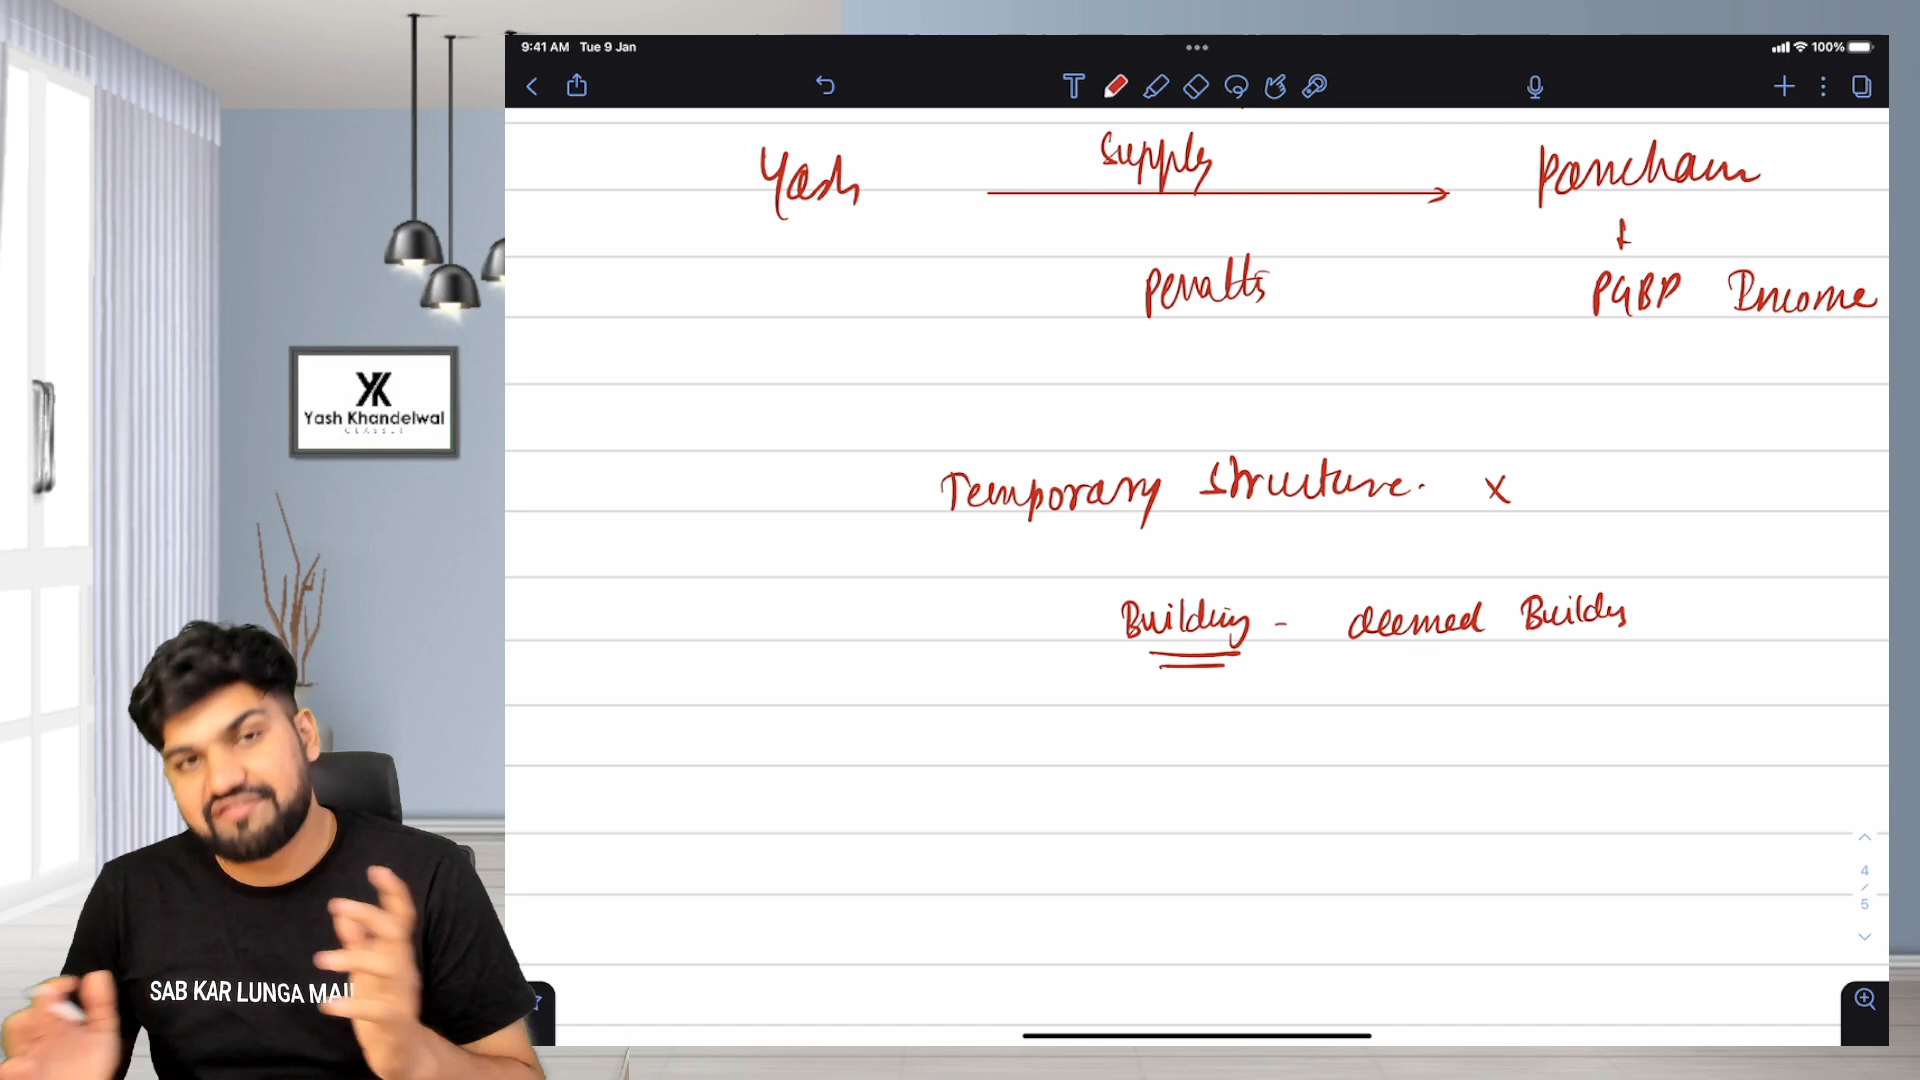 9:41 AM Tue 9 Jan
100%
Yash Supply Pancham
Penalty PGBP Income
Yash Khandelwal
CLASSES
Temporary Structure. x
Building - deemed Building
4
/
5
SAB KAR LUNGA MAI